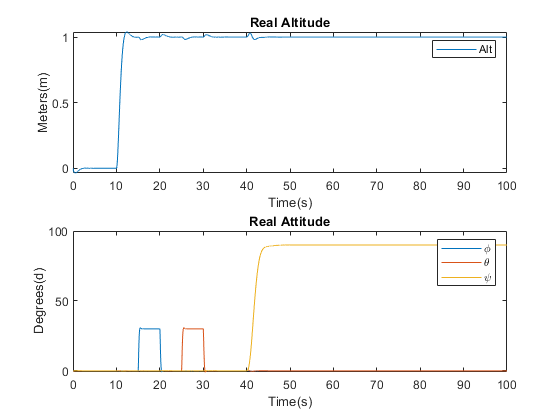 Real Altitude
Meters(m)
1
0.5
0
Alt
0 10 20 30 40 50 60 70 80 90 100
Time(s)
Real Attitude
Degrees(d)
100
50
0
ϕ
θ
ψ
0 10 20 30 40 50 60 70 80 90 100
Time(s)